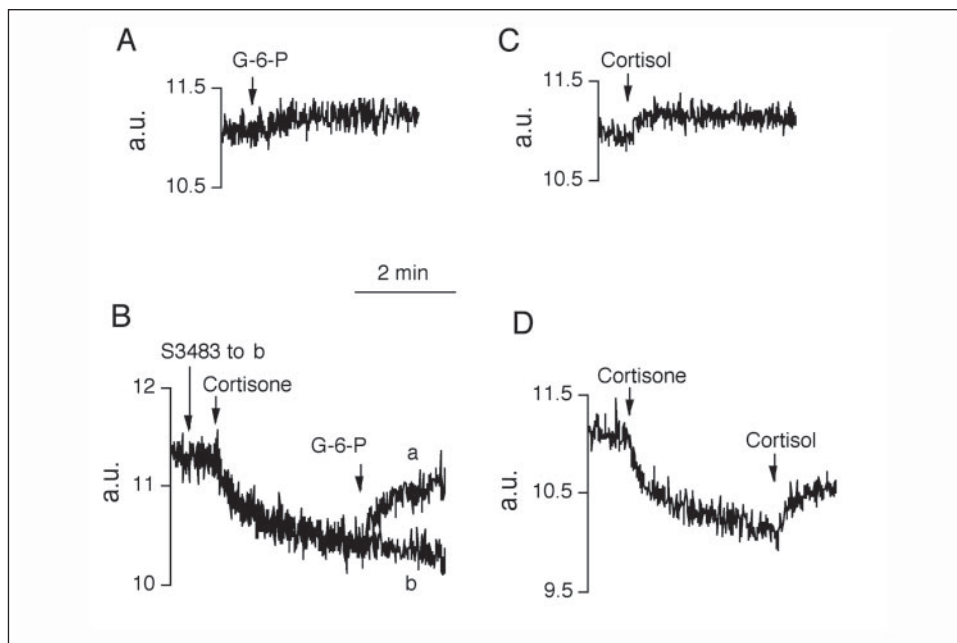 A
G-6-P
11.5
a.u.
10.5
C
Cortisol
11.5
a.u.
10.5
2 min
B
S3483 to b
Cortisone
12
G-6-P
a
a.u.
11
10
b
D
Cortisone
11.5
Cortisol
a.u.
10.5
9.5